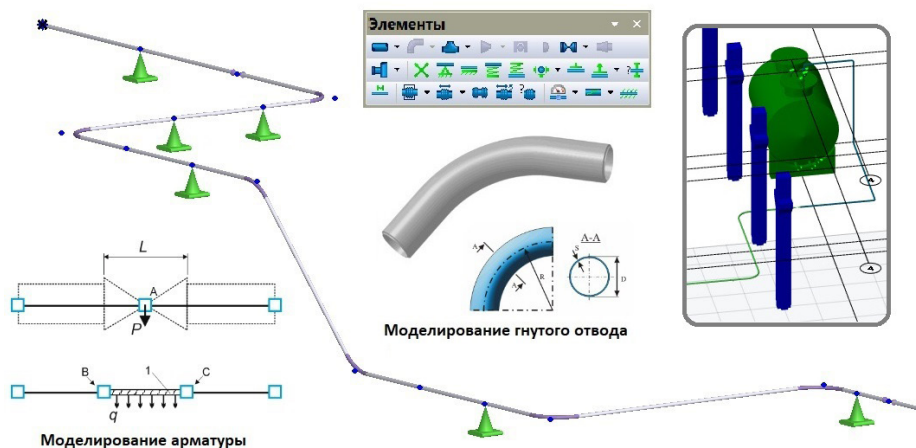 Элементы
L
A
P
B
1
C
q
Моделирование арматуры
A-A
A
A
R
S
D
Моделирование гнутого отвода
A
A